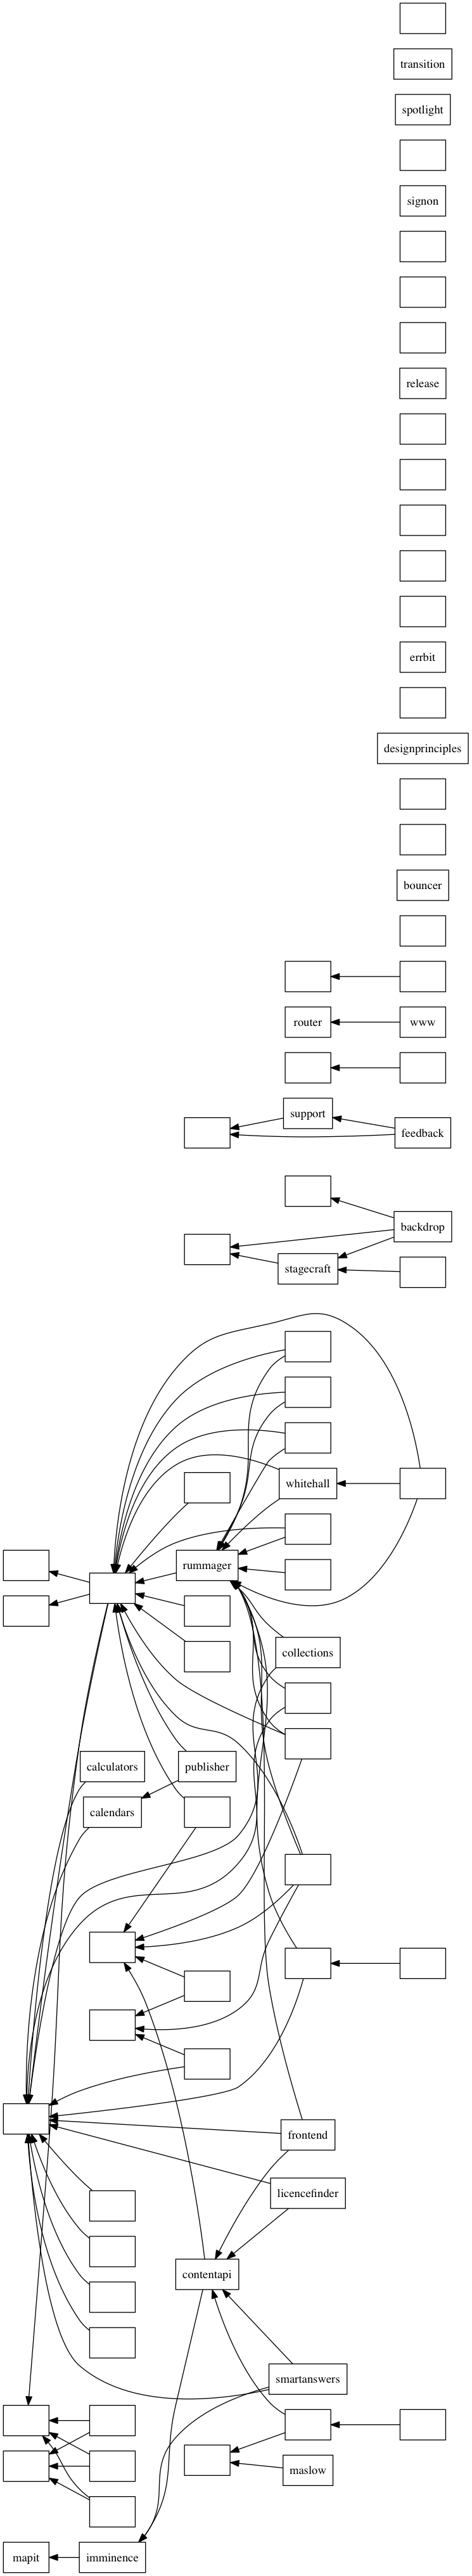 transition
spotlight
signon
release
errbit
designprinciples
bouncer
router
www
support
feedback
backdrop
stagecraft
whitehall
rummager
collections
calculators
publisher
calendars
frontend
licencefinder
contentapi
smartanswers
maslow
mapit
imminence